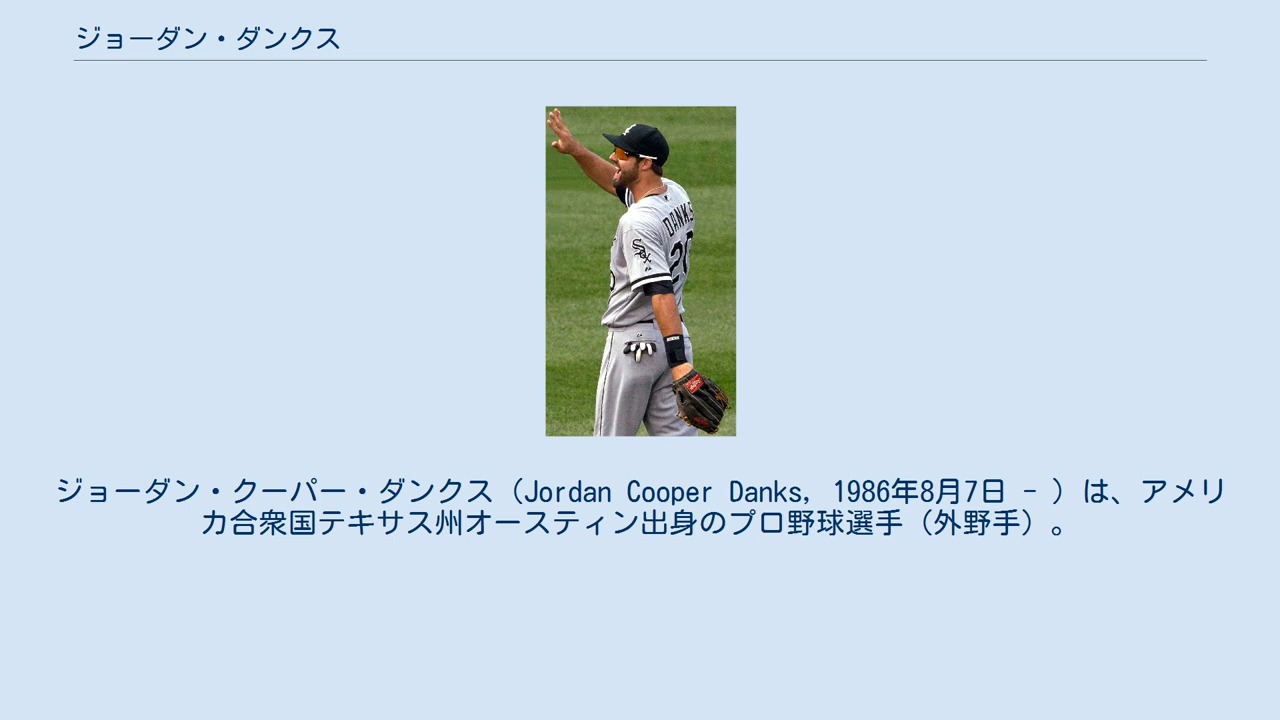 ジョーダン・ダンクス
DANKS
20
Sox
ジョーダン・クーパー・ダンクス（Jordan Cooper Danks, 1986年8月7日 - ）は、アメリ
カ合衆国テキサス州オースティン出身のプロ野球選手（外野手）。